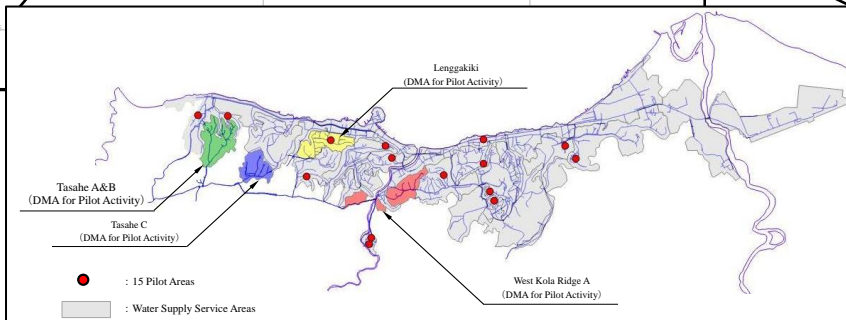 Lenggakiki
(DMA for Pilot Activity)
Tasahe A&B
(DMA for Pilot Activity)
Tasahe C
(DMA for Pilot Activity)
West Kola Ridge A
(DMA for Pilot Activity)
: 15 Pilot Areas
: Water Supply Service Areas